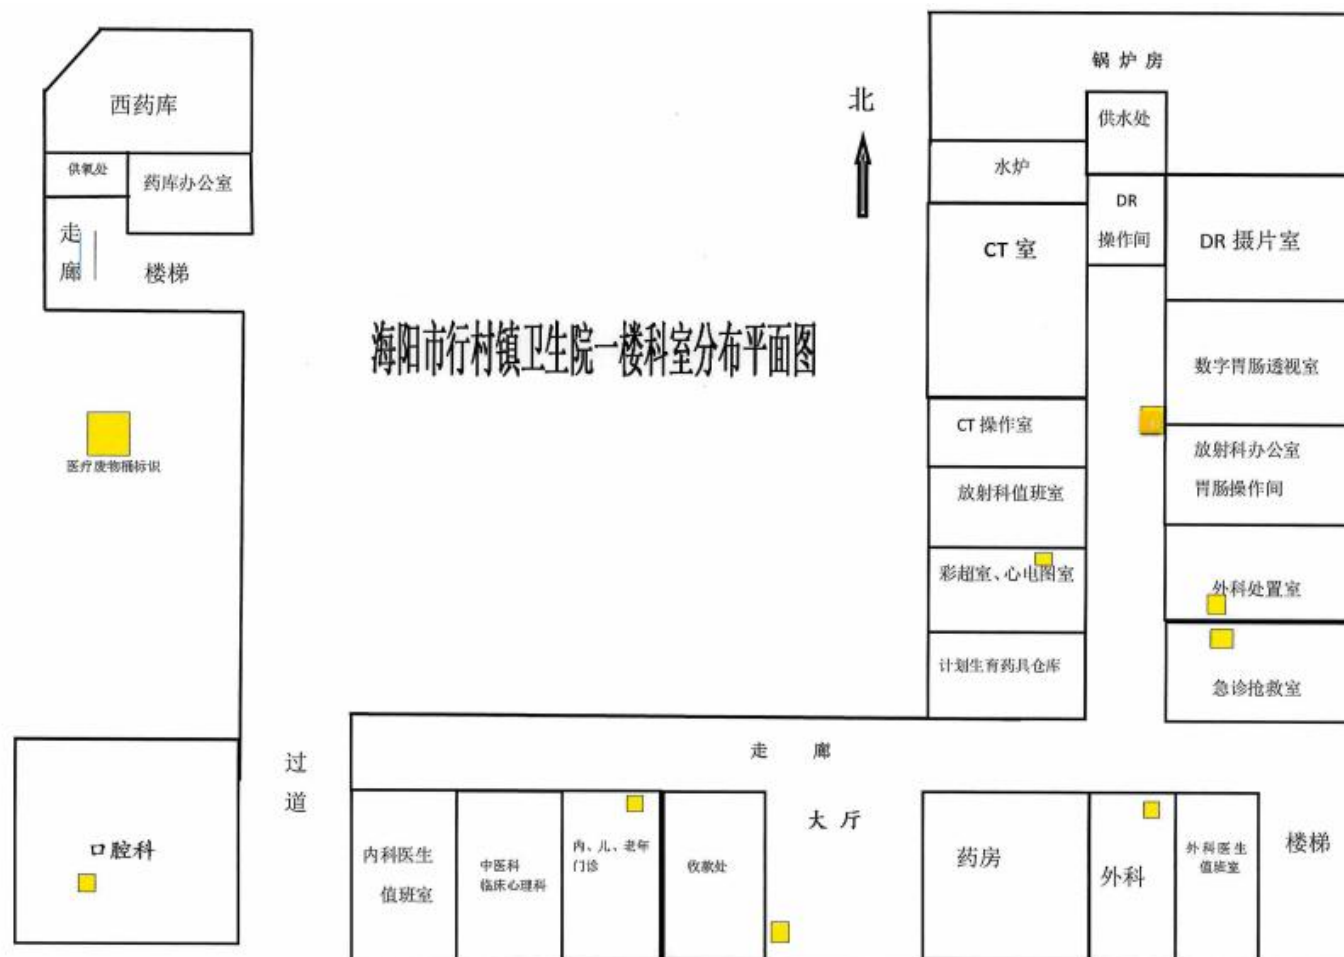 锅 炉 房
西药库
北
供水处
供氧处
药库办公室
水炉
DR
操作间
走
廊
楼梯
CT 室
DR 摄片室
海阳市行村镇卫生院一楼科室分布平面图
数字胃肠透视室
CT 操作室
放射科办公室
胃肠操作间
医疗废物桶标识
放射科值班室
彩超室、心电图室
外科处置室
计划生育药具仓库
急诊抢救室
走 廊
过
道
大 厅
口腔科
内科医生
值班室
中医科
临床心理科
内、儿、老年
门诊
收款处
药房
外科
外科医生
值班室
楼梯